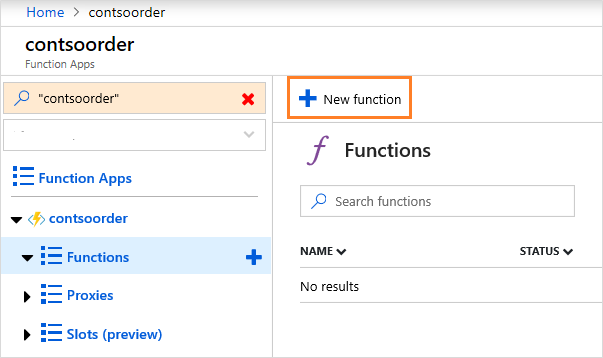 Home > contsoorder
contsoorder
Function Apps
"contsoorder"
Function Apps
contsoorder
Functions
Proxies
Slots (preview)
New function
Functions
Search functions
NAME STATUS
No results